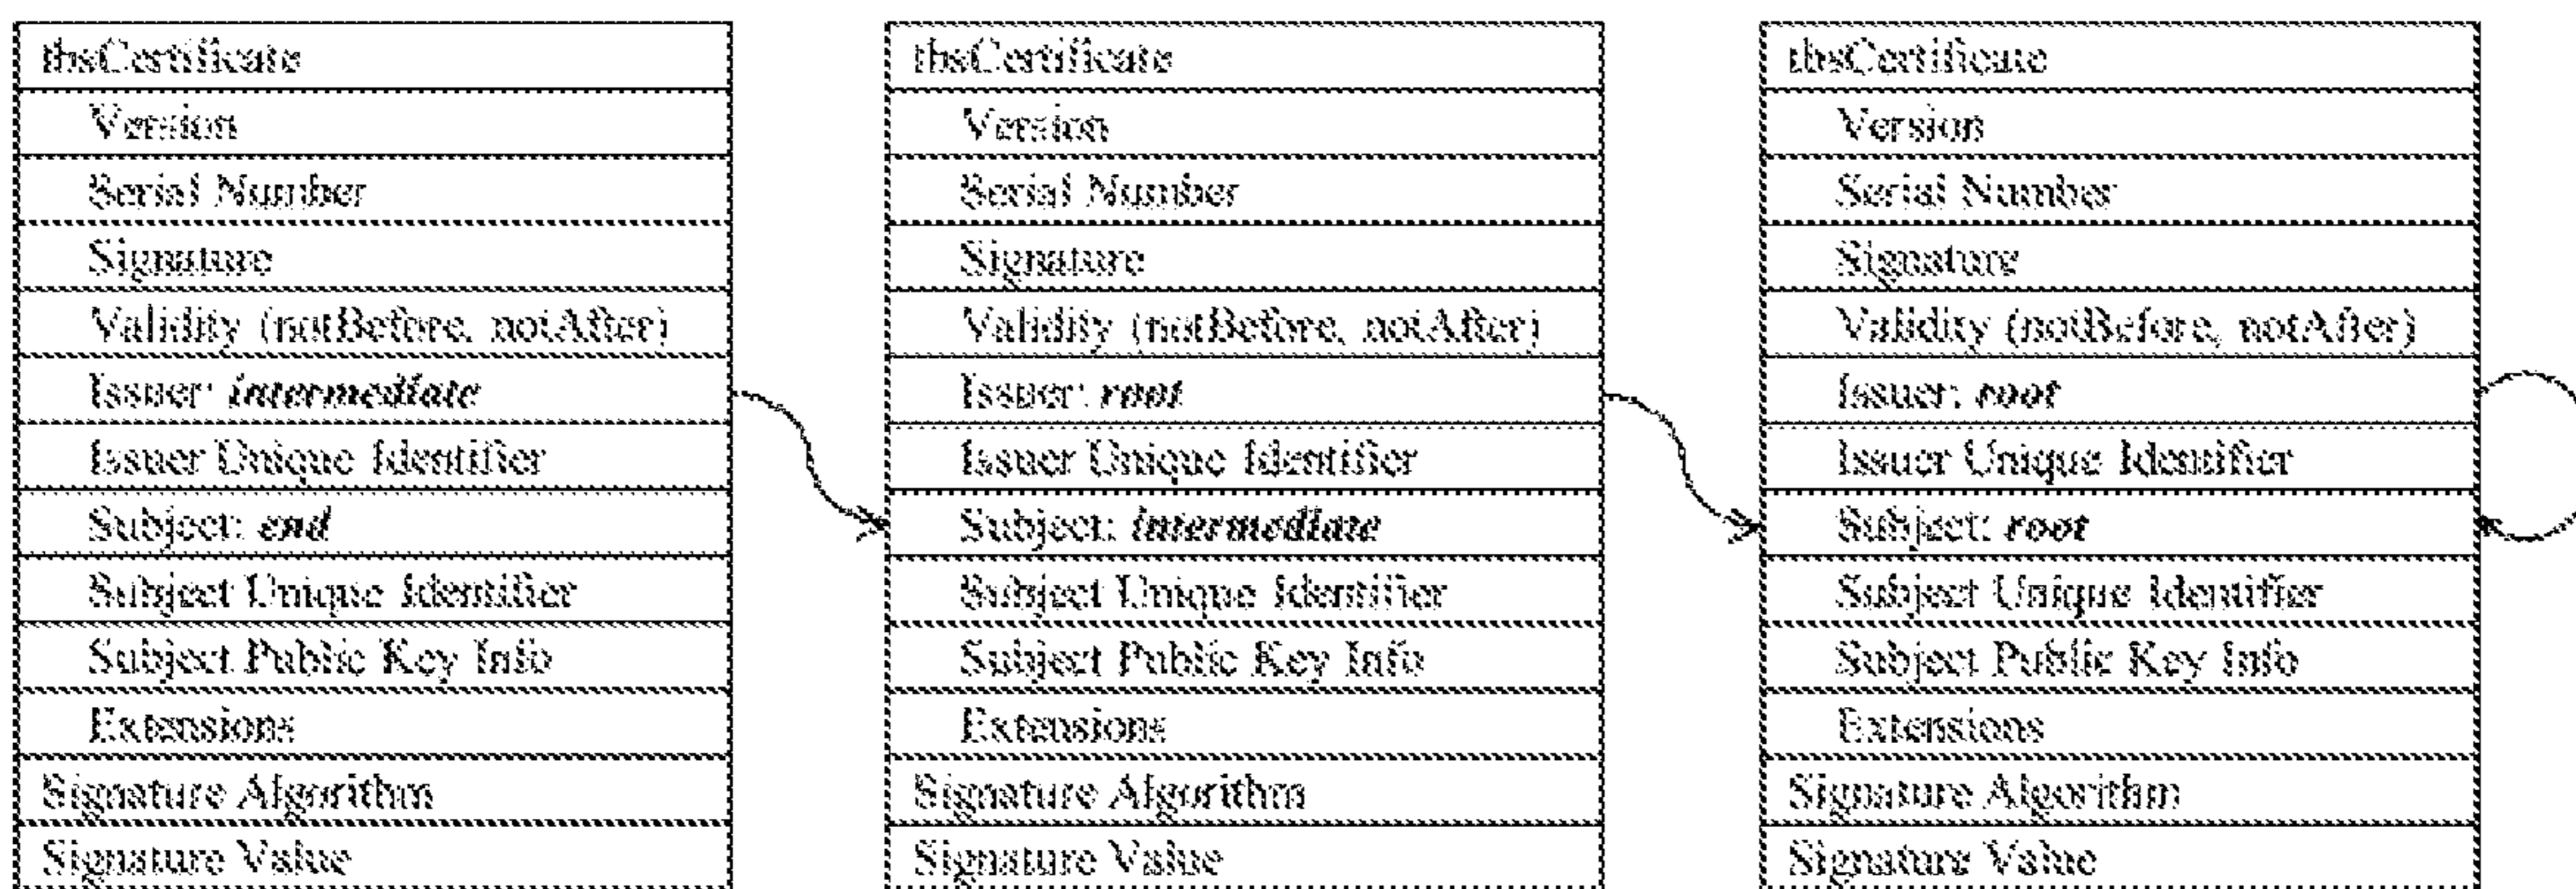 tbsCertificate
Version
Serial Number
Signature
Validity (notBefore, notAfter)
Issuer: intermediate
Issuer Unique Identifier
Subject: end
Subject Unique Identifier
Subject Public Key Info
Extensions
Signature Algorithm
Signature Value
tbsCertificate
Version
Serial Number
Signature
Validity (notBefore, notAfter)
Issuer: root
Issuer Unique Identifier
Subject: intermediate
Subject Unique Identifier
Subject Public Key Info
Extensions
Signature Algorithm
Signature Value
tbsCertificate
Version
Serial Number
Signature
Validity (notBefore, notAfter)
Issuer: root
Issuer Unique Identifier
Subject: root
Subject Unique Identifier
Subject Public Key Info
Extensions
Signature Algorithm
Signature Value